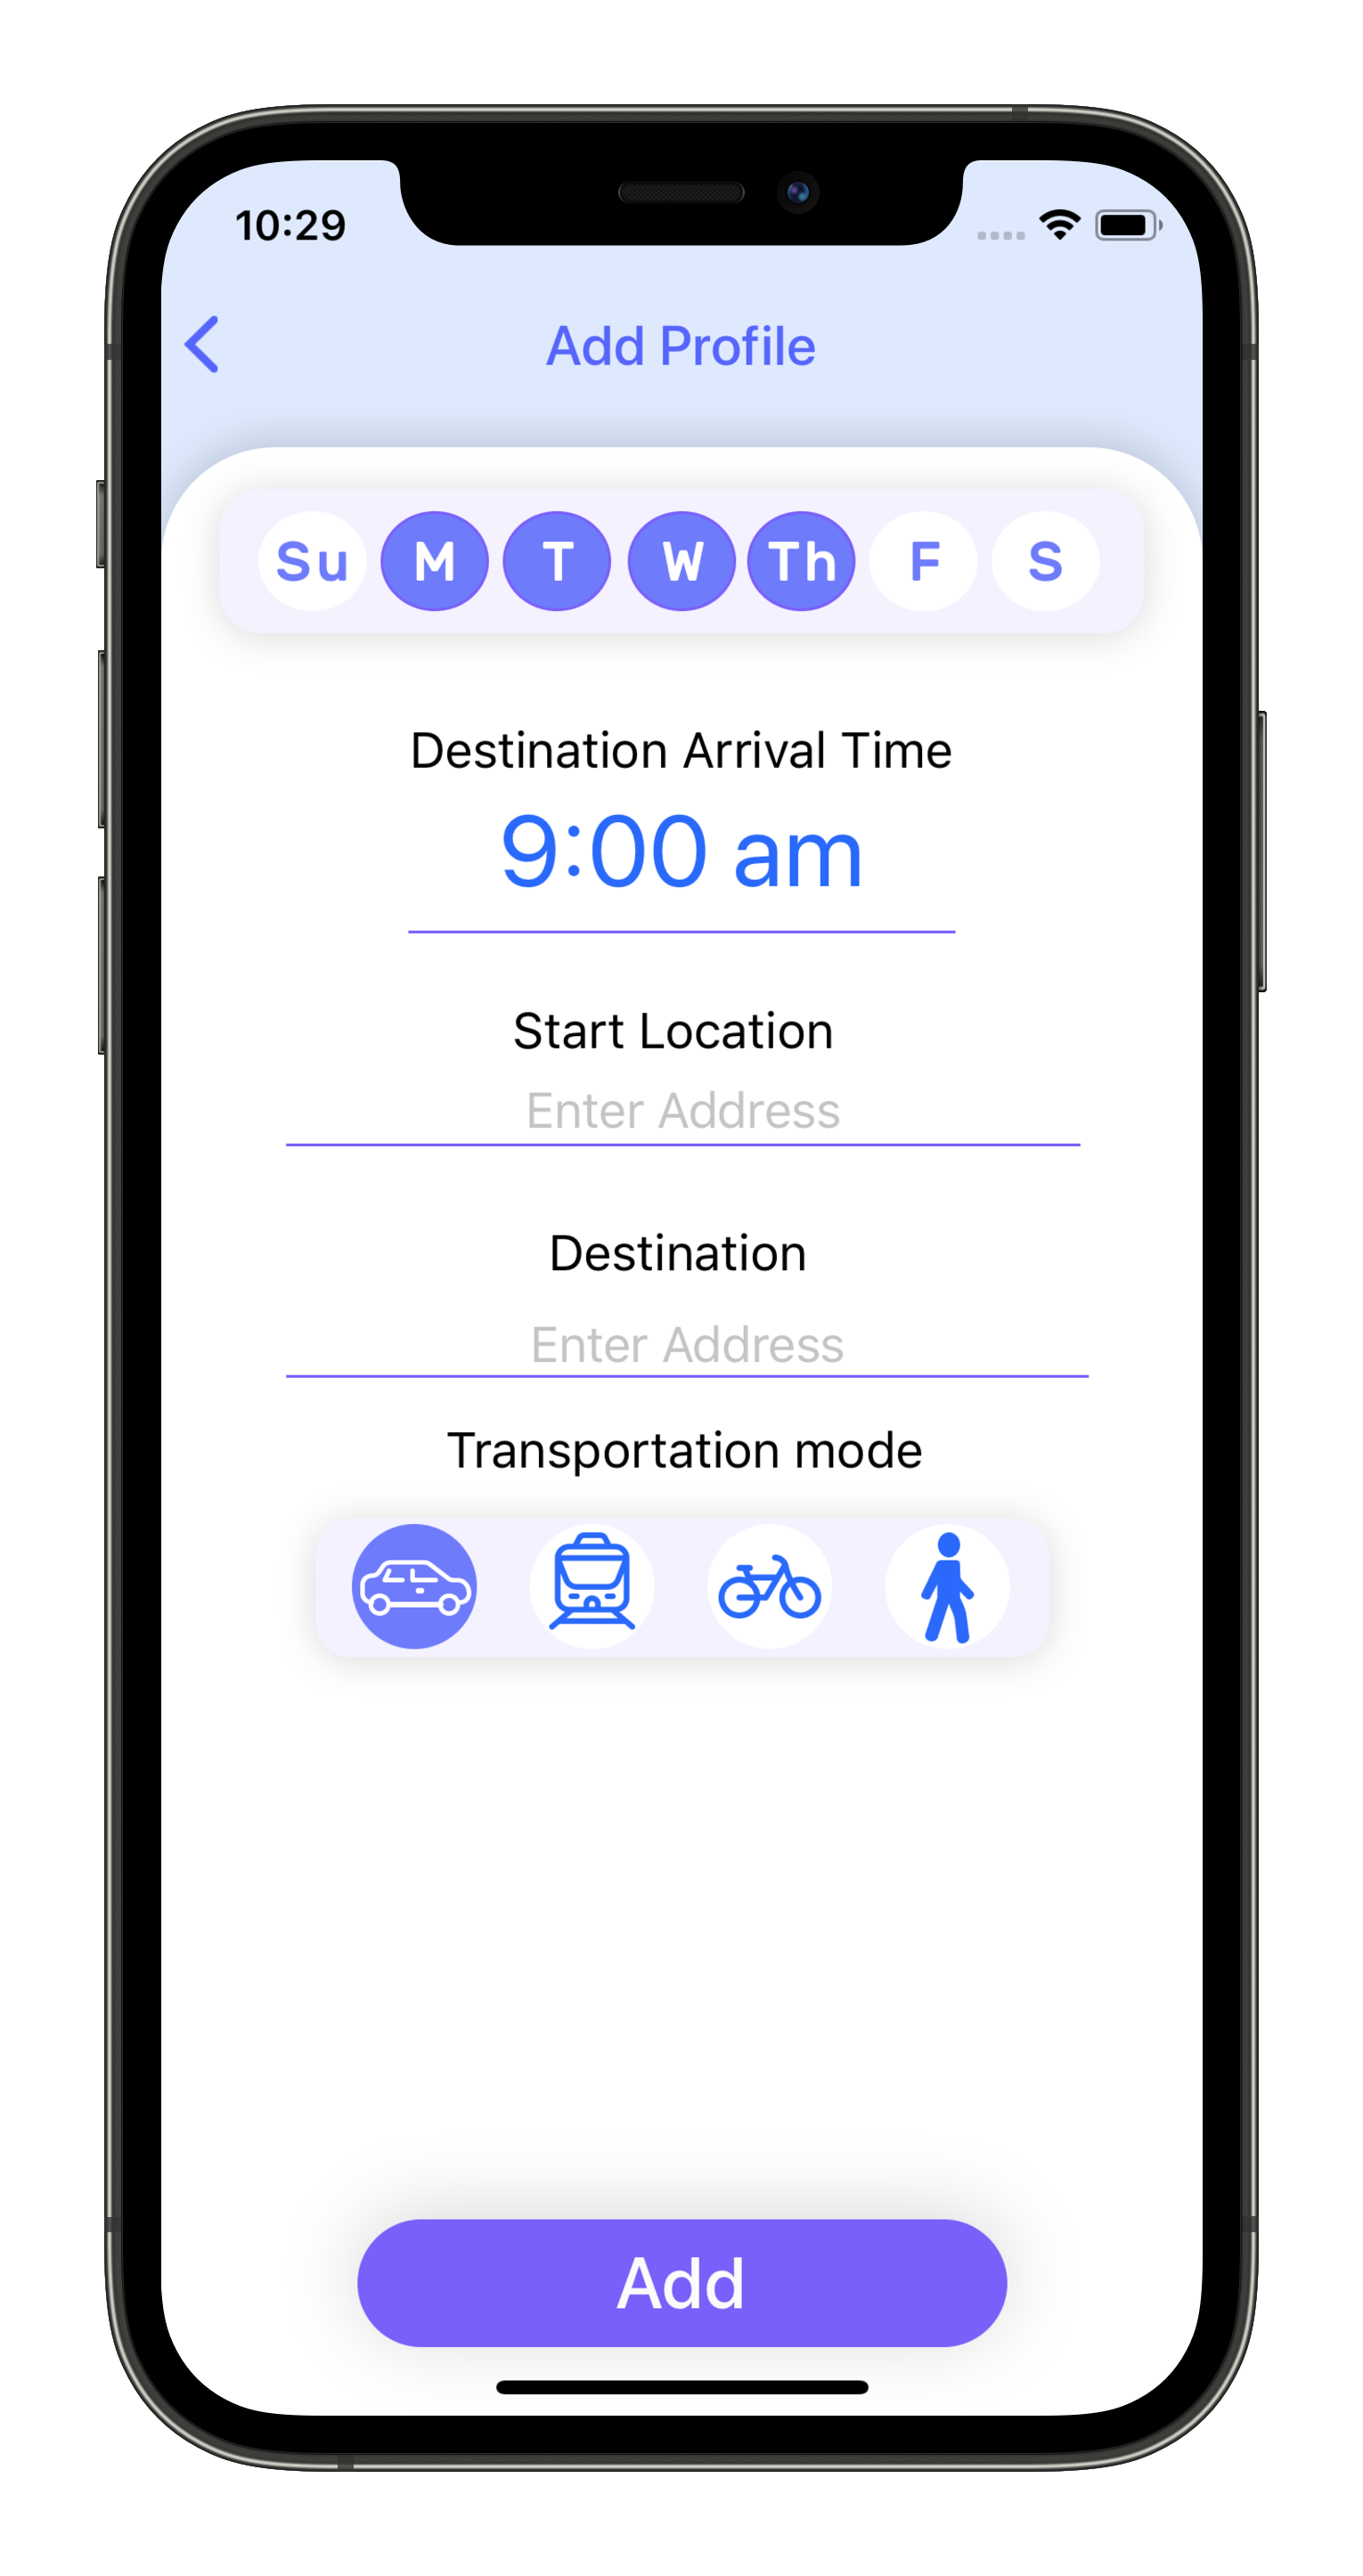 10:29
Add Profile
Su M T W Th F S
Destination Arrival Time
9:00 am
Start Location
Enter Address
Destination
Enter Address
Transportation mode
Add